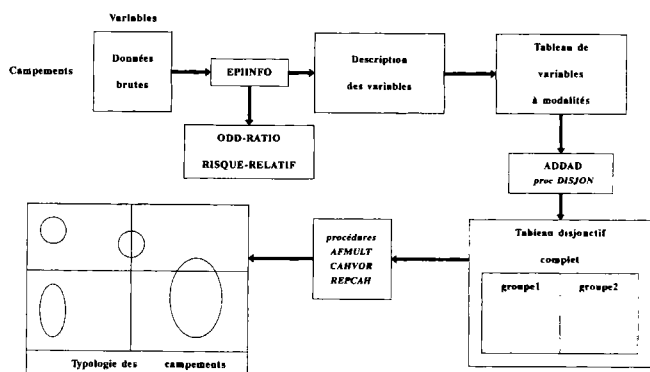 Variables
Campements
Données
brutes
EPIINFO
Description
des variables
Tableau de
variables
à modalités
ODD-RATIO
RISQUE-RELATIF
ADDAD
proc DISJON
Tableau disjonctif
complet
groupe1 groupe2
procédures
AFMULT
CAHVOR
REPCAH
Typologie des campements